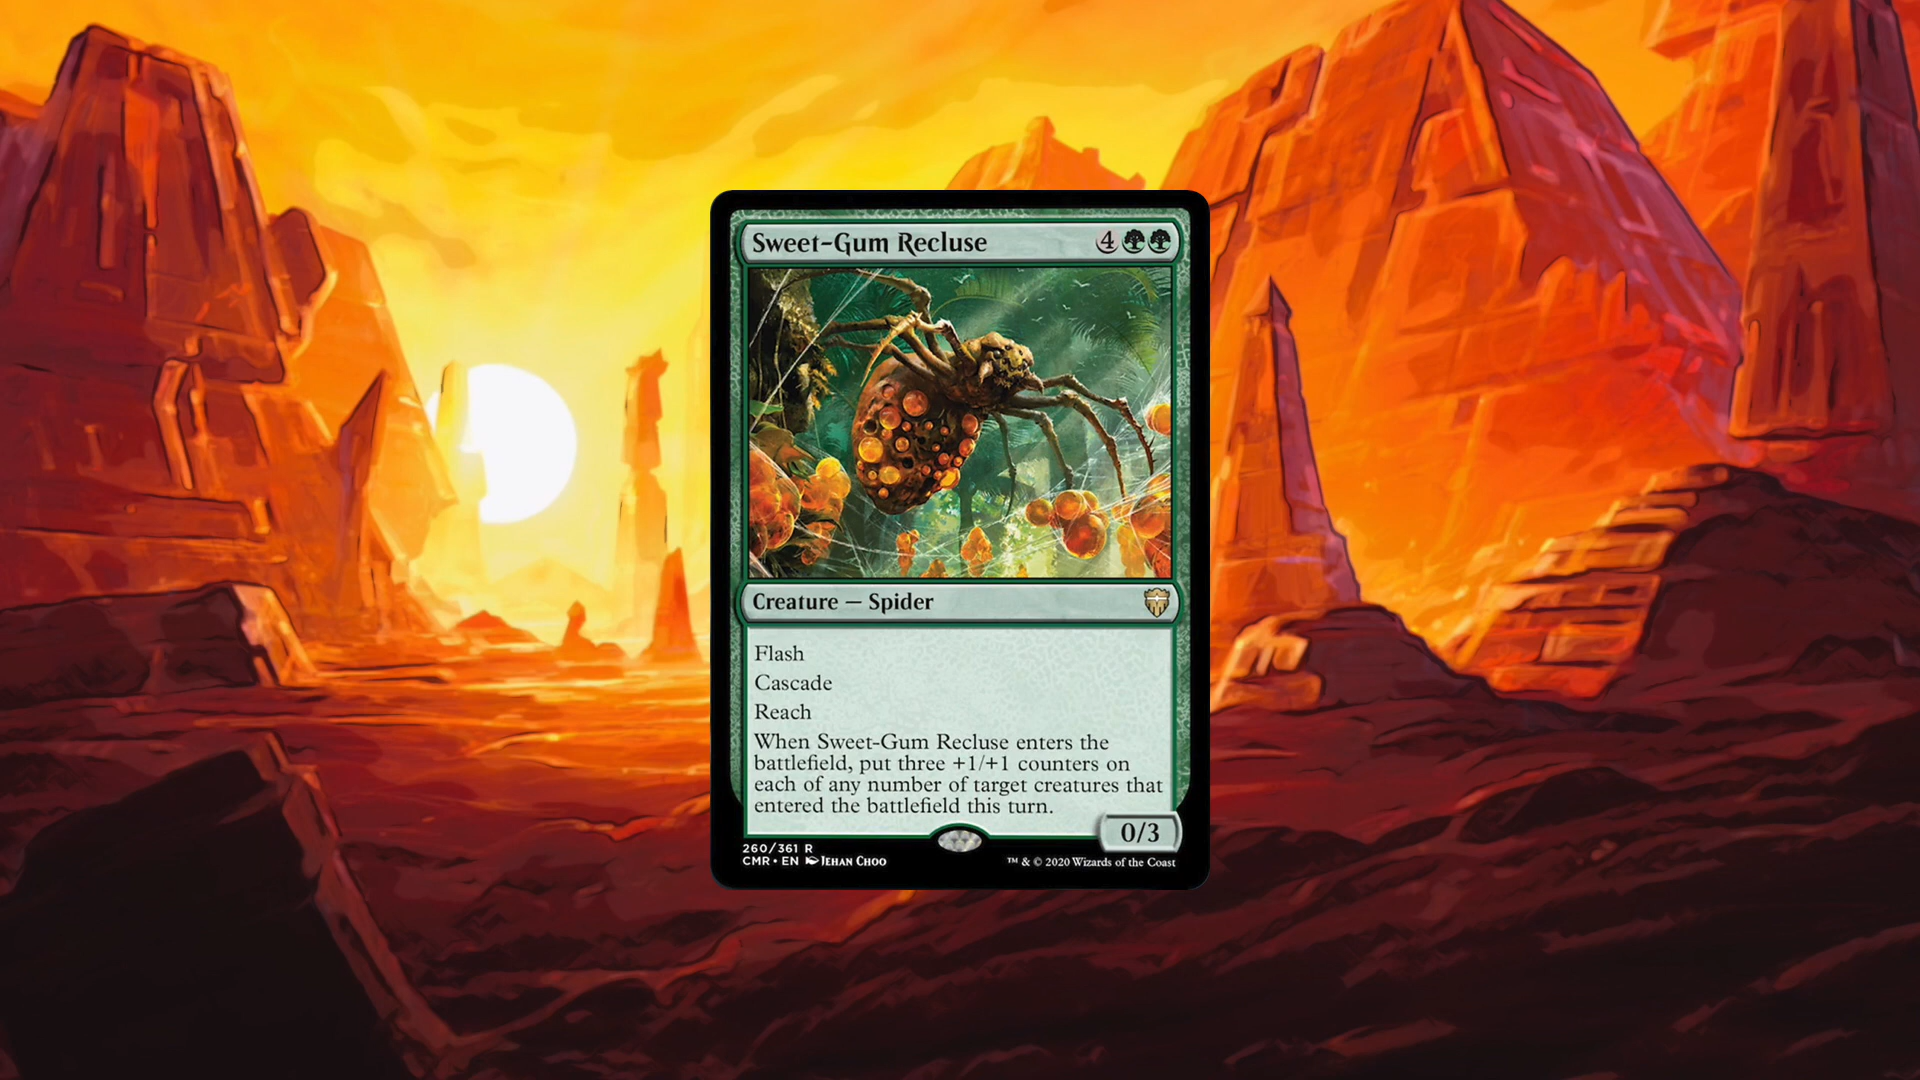 Sweet-Gum Recluse 4
Creature — Spider
Flash
Cascade
Reach
When Sweet-Gum Recluse enters the
battlefield, put three +1/+1 counters on
each of any number of target creatures that
entered the battlefield this turn.
0/3
260/361 R
CMR • EN Jehan Choo
™ & © 2020 Wizards of the Coast